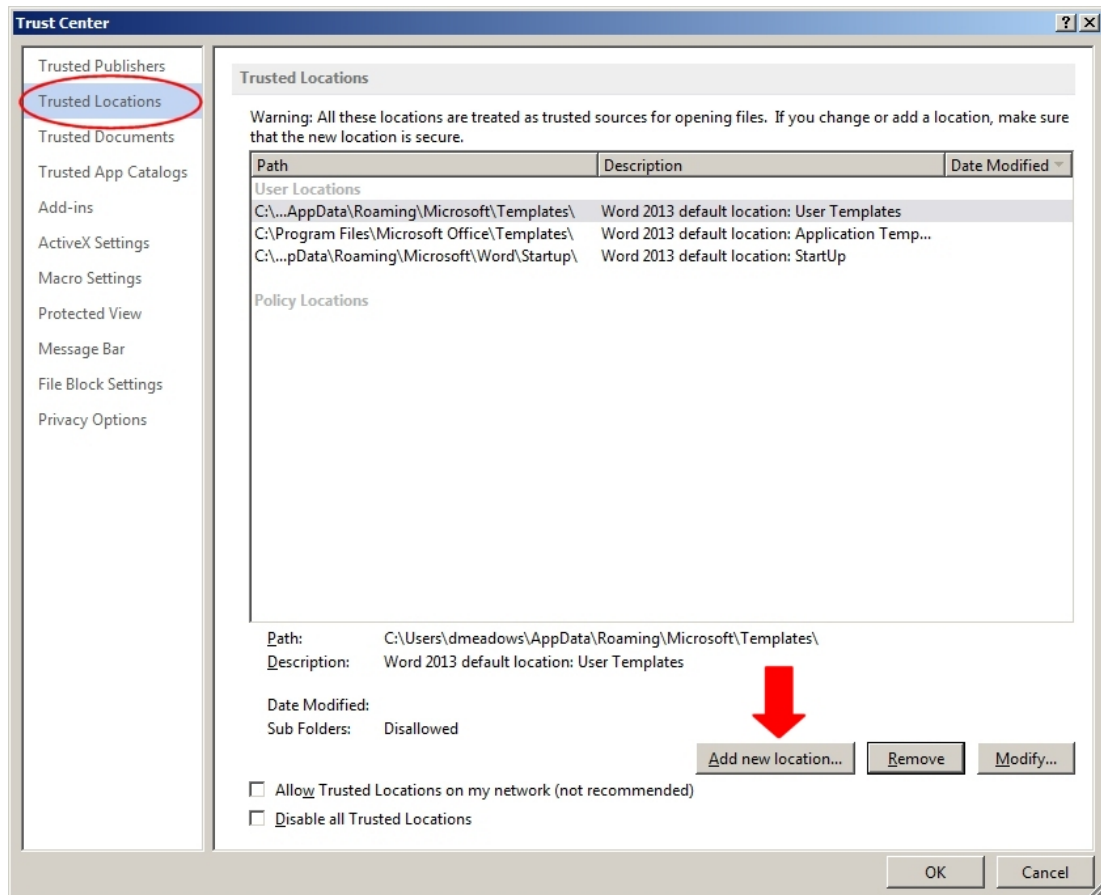 Trust Center
Trusted Publishers
Trusted Locations
Trusted Documents
Trusted App Catalogs
Add-ins
ActiveX Settings
Macro Settings
Protected View
Message Bar
File Block Settings
Privacy Options
Trusted Locations
Warning: All these locations are treated as trusted sources for opening files. If you change or add a location, make sure
that the new location is secure.
Path Description Date Modified
User Locations
C:\...AppData\Roaming\Microsoft\Templates\ Word 2013 default location: User Templates
C:\Program Files\Microsoft Office\Templates\ Word 2013 default location: Application Temp...
C:\...pData\Roaming\Microsoft\Word\Startup\ Word 2013 default location: StartUp
Policy Locations
Path: C:\Users\dmeadows\AppData\Roaming\Microsoft\Templates\
Description: Word 2013 default location: User Templates
Date Modified:
Sub Folders: Disallowed
Add new location... Remove Modify...
Allow Trusted Locations on my network (not recommended)
Disable all Trusted Locations
OK Cancel